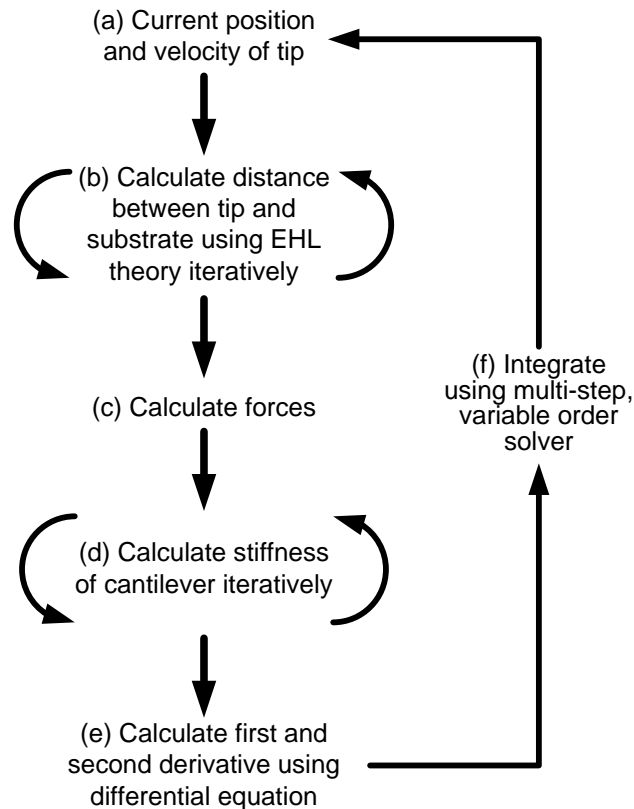 (a) Current position
and velocity of tip
(b) Calculate distance
between tip and
substrate using EHL
theory iteratively
(c) Calculate forces
(d) Calculate stiffness
of cantilever iteratively
(e) Calculate first and
second derivative using
differential equation
(f) Integrate
using multi-step,
variable order
solver